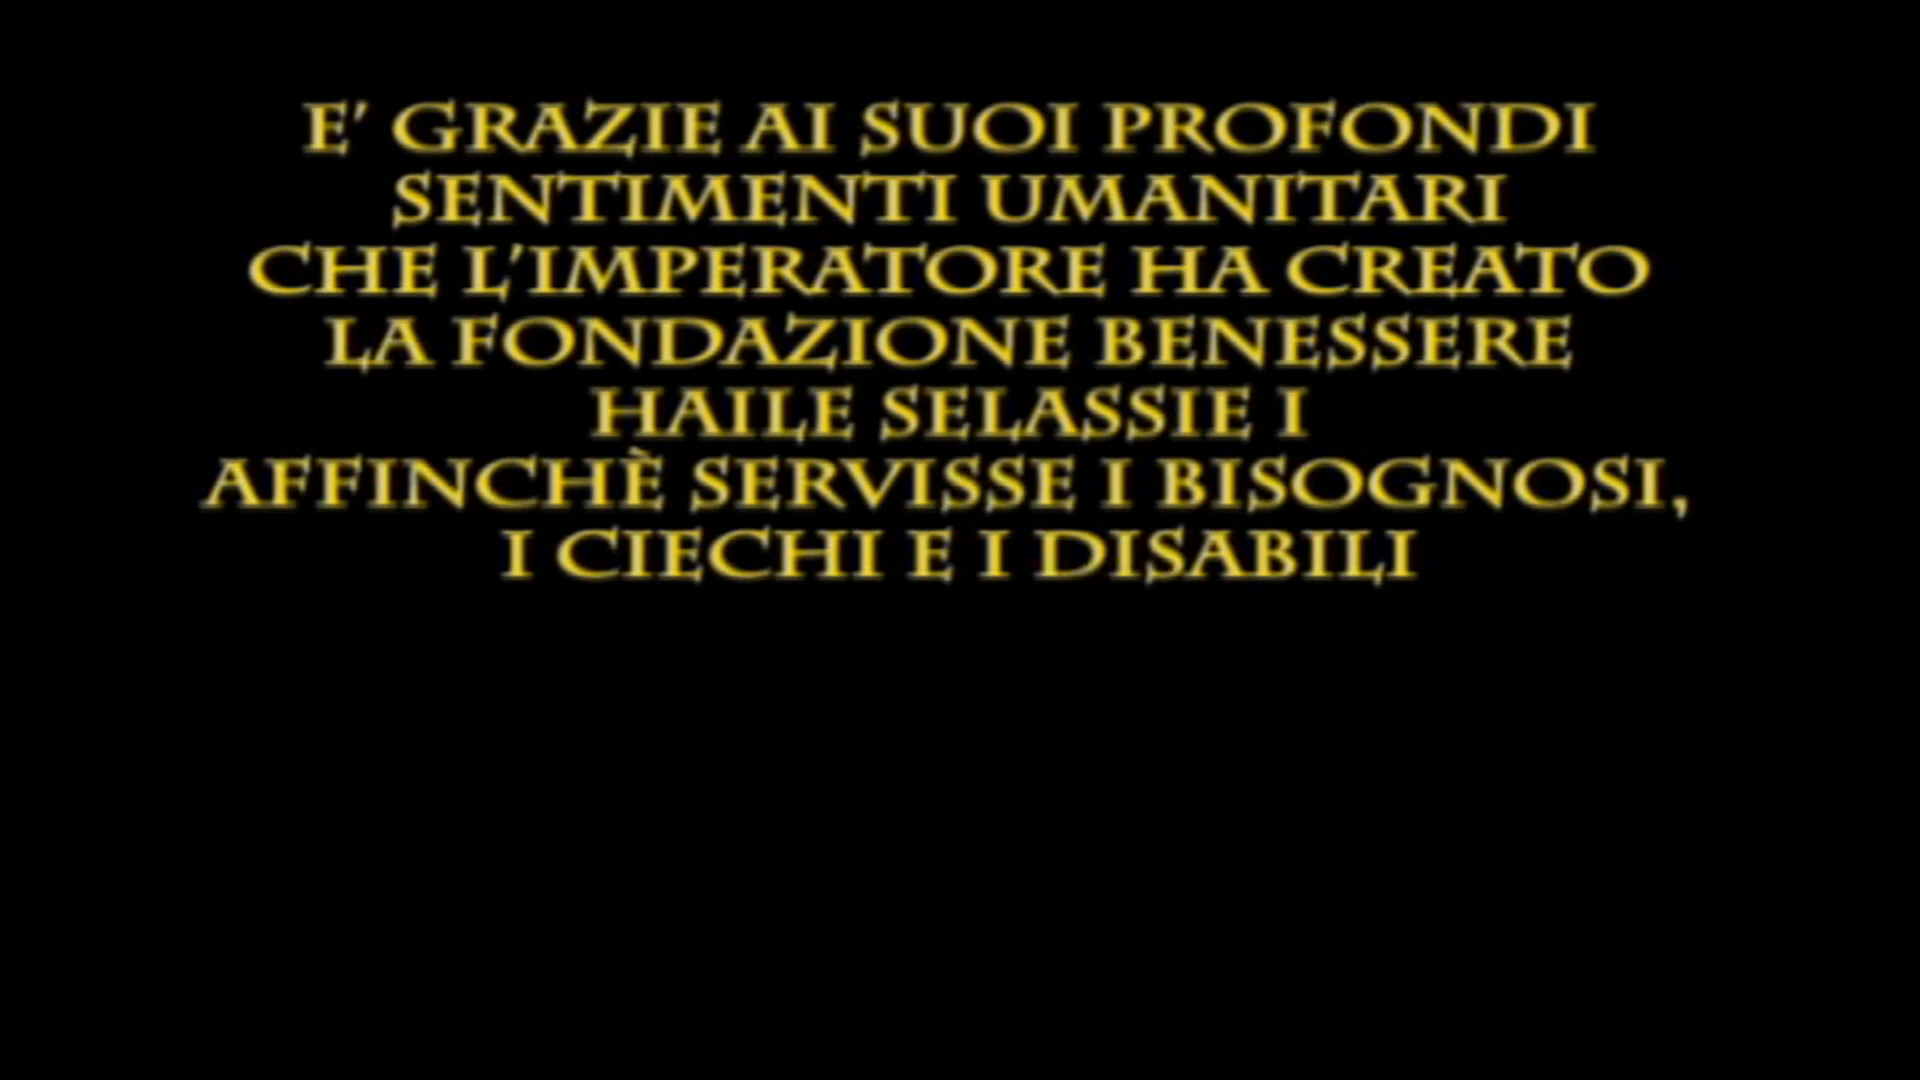 E' GRAZIE AI SUOI PROFONDI
SENTIMENTI UMANITARI
CHE L'IMPERATORE HA CREATO
LA FONDAZIONE BENESSERE
HAILE SELASSIE I
AFFINCHÈ SERVISSE I BISOGNOSI,
I CIECHI E I DISABILI